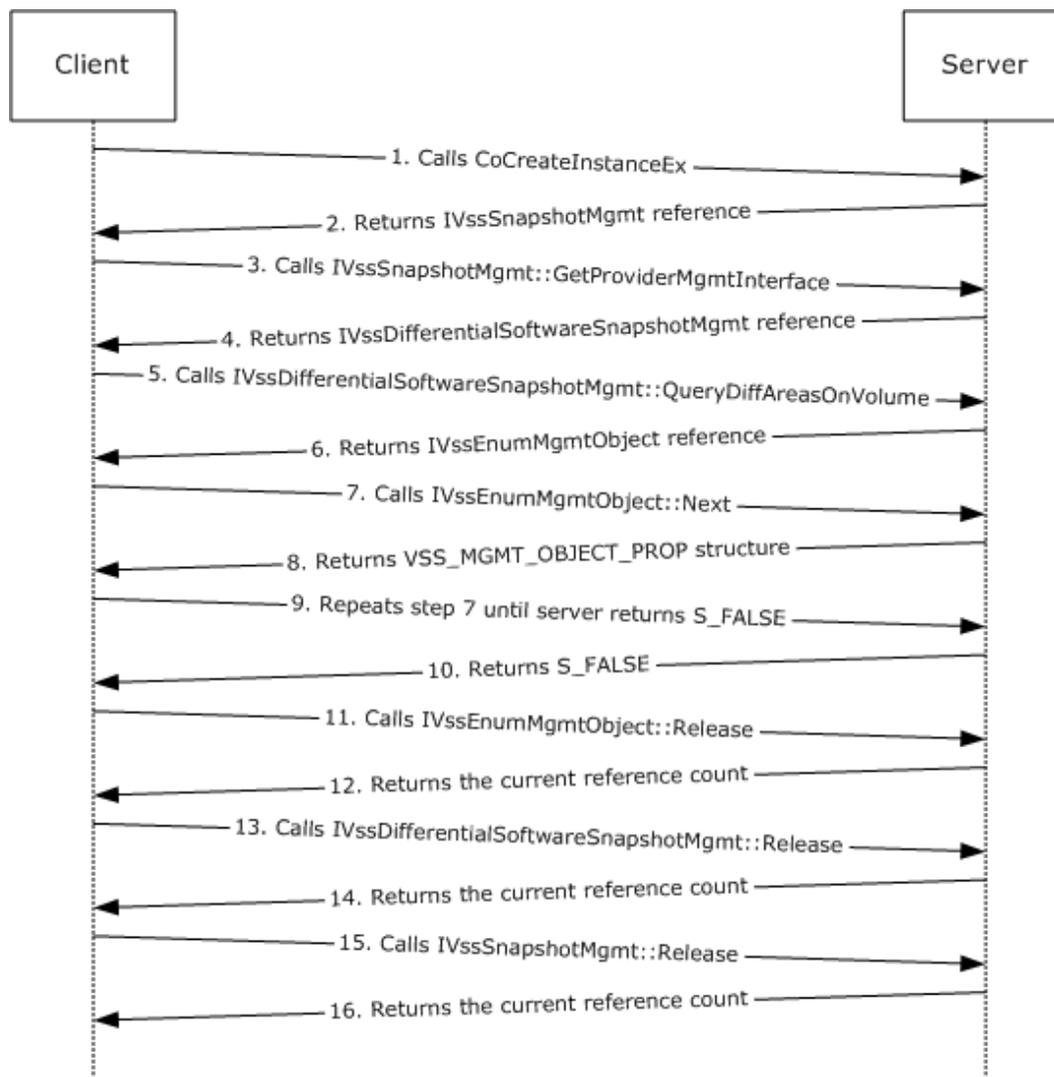 Client
Server
1. Calls CoCreateInstanceEx
2. Returns IVssSnapshotMgmt reference
3. Calls IVssSnapshotMgmt::GetProviderMgmtInterface
4. Returns IVssDifferentialSoftwareSnapshotMgmt reference
5. Calls IVssDifferentialSoftwareSnapshotMgmt::QueryDiffAreasOnVolume
6. Returns IVssEnumMgmtObject reference
7. Calls IVssEnumMgmtObject::Next
8. Returns VSS_MGMT_OBJECT_PROP structure
9. Repeats step 7 until server returns S_FALSE
10. Returns S_FALSE
11. Calls IVssEnumMgmtObject::Release
12. Returns the current reference count
13. Calls IVssDifferentialSoftwareSnapshotMgmt::Release
14. Returns the current reference count
15. Calls IVssSnapshotMgmt::Release
16. Returns the current reference count